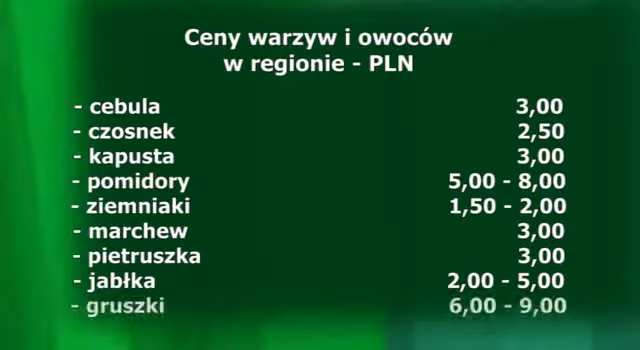 Ceny warzyw i owoców
w regionie - PLN
- cebula 3,00
- czosnek 2,50
- kapusta 3,00
- pomidory 5,00 - 8,00
- ziemniaki 1,50 - 2,00
- marchew 3,00
- pietruszka 3,00
- jabłka 2,00 - 5,00
- gruszki 6,00 - 9,00